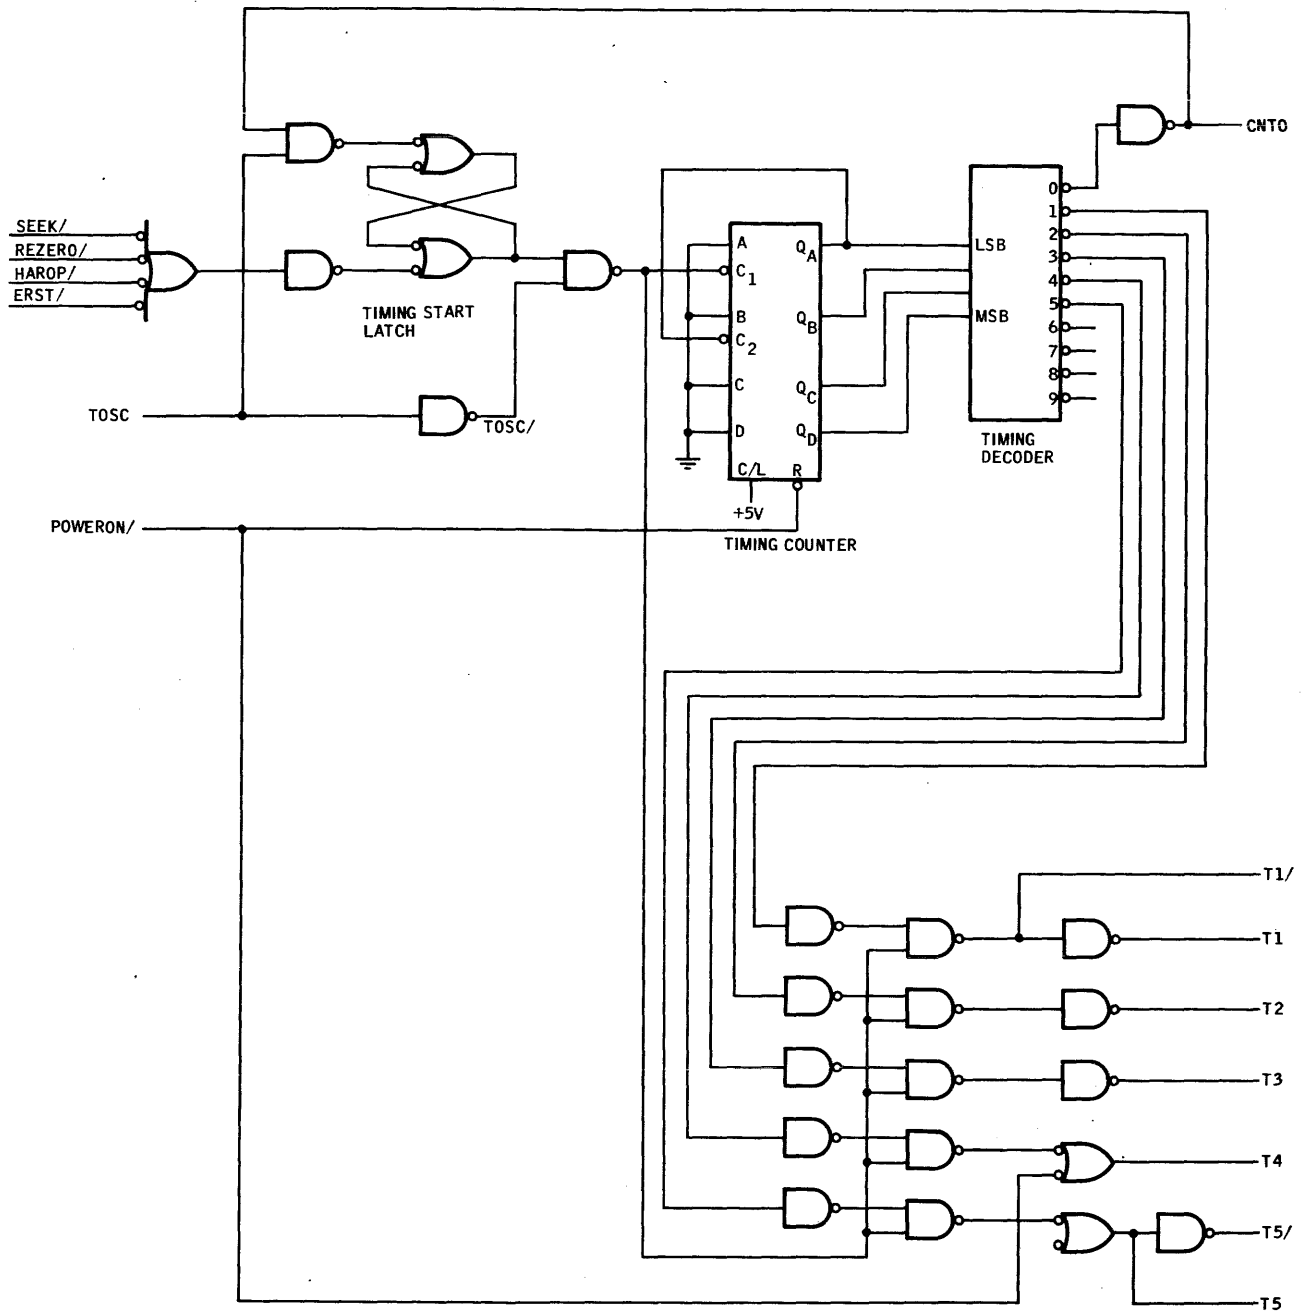 CNTO
SEEK/
REZERO/
HAROP/
ERST/
TIMING START
LATCH
TOSC
TOSC/
POWERON/
A
C1
B
C2
C
D
QA
QB
QC
QD
C/L
R
+5V
TIMING COUNTER
LSB
MSB
0
1
2
3
4
5
6
7
8
9
TIMING
DECODER
T1/
T1
T2
T3
T4
T5/
T5